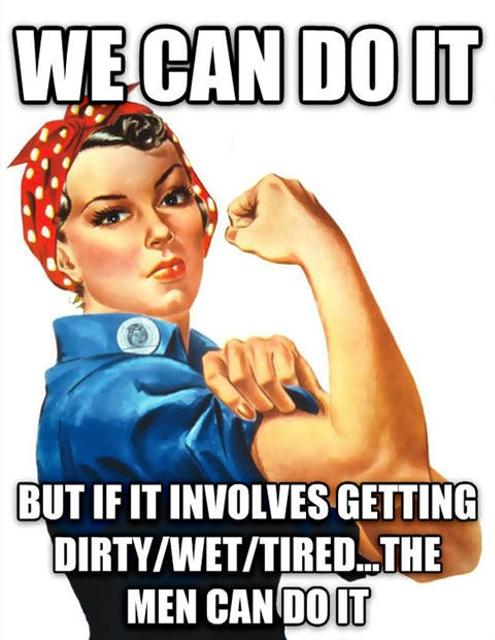 WE CAN DO IT
BUT IF IT INVOLVES GETTING
DIRTY/WET/TIRED...THE
MEN CAN DO IT